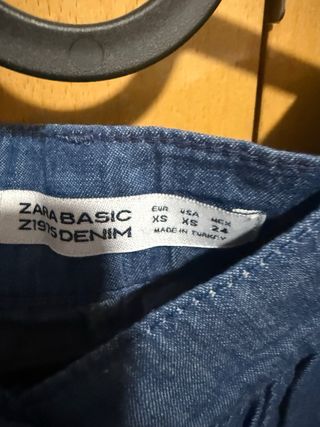 ZARA BASIC
Z1975 DENIM
EUR USA MEX
XS XS 24
MADE IN TURKEY